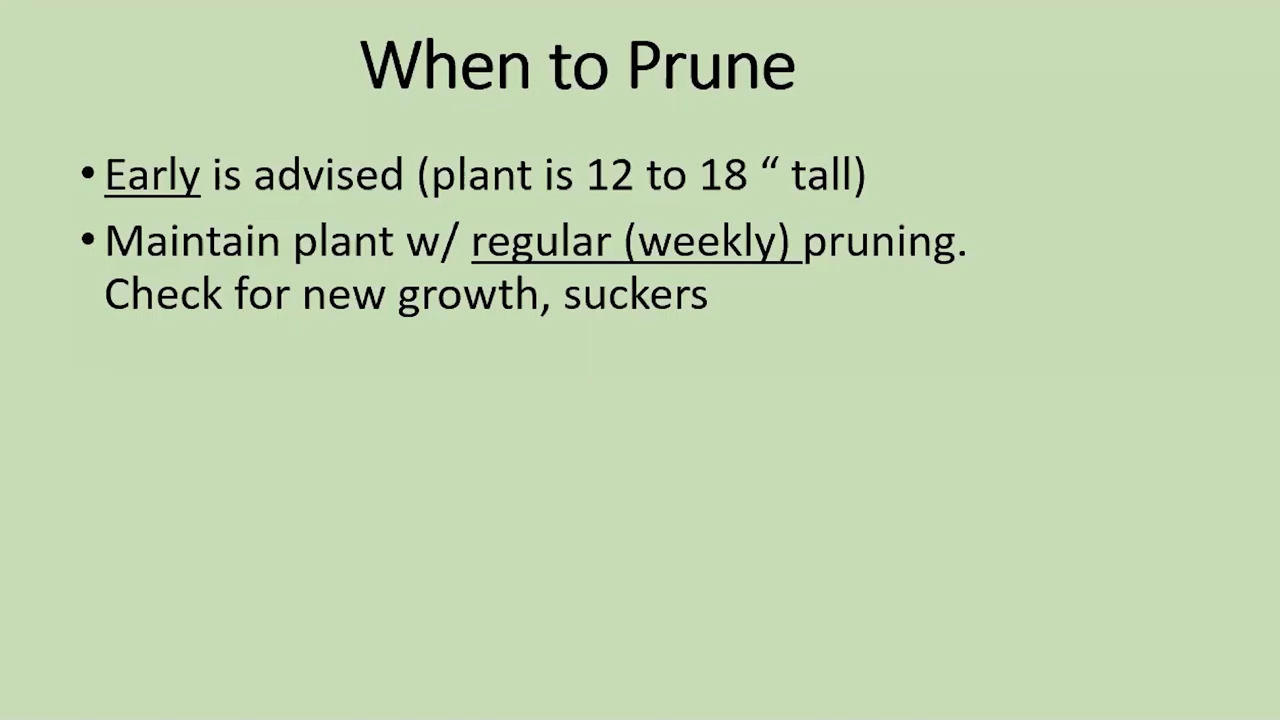 When to Prune
• Early is advised (plant is 12 to 18 “ tall)
• Maintain plant w/ regular (weekly) pruning.
Check for new growth, suckers